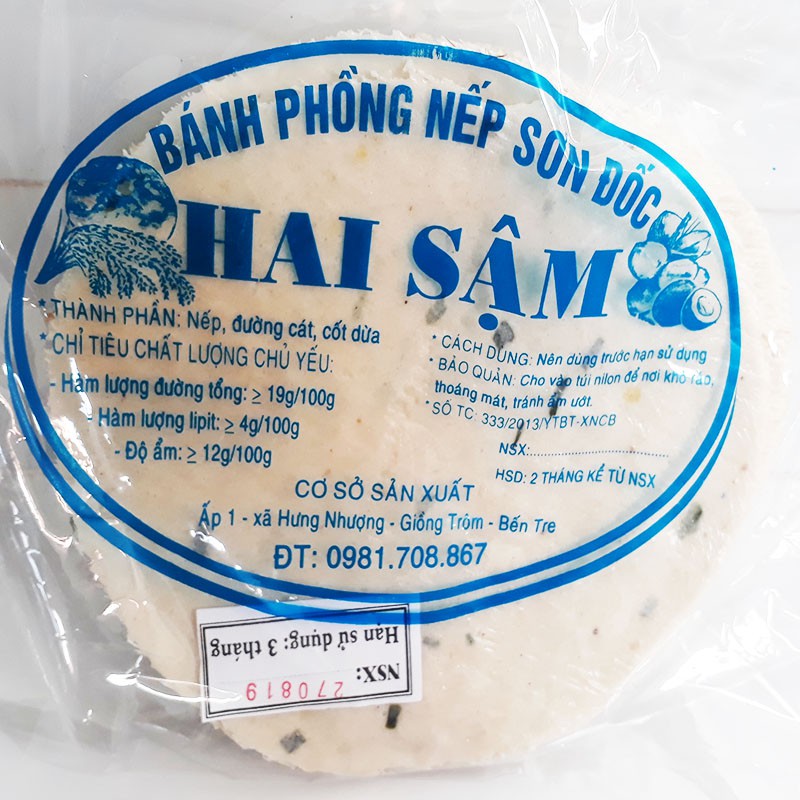 BÁNH PHỒNG NẾP SƠN ĐỐC
HAI SẬM
* THÀNH PHẦN: Nếp, đường cát, cốt dừa
* CHỈ TIÊU CHẤT LƯỢNG CHỦ YẾU:
- Hàm lượng đường tổng: ≥ 19g/100g
- Hàm lượng lipit: ≥ 4g/100g
- Độ ẩm: ≥ 12g/100g
* CÁCH DÙNG: Nên dùng trước hạn sử dụng
* BẢO QUẢN: Cho vào túi nilon để nơi khô ráo,
thoáng mát, tránh ẩm ướt.
* SỐ TC: 333/2013/YTBT-XNCB
NSX:..............................
HSD: 2 THÁNG KỂ TỪ NSX
CƠ SỞ SẢN XUẤT
Ấp 1 - xã Hưng Nhượng - Giồng Trôm - Bến Tre
ĐT: 0981.708.867
NSX: 270819
Hạn sử dụng: 3 tháng